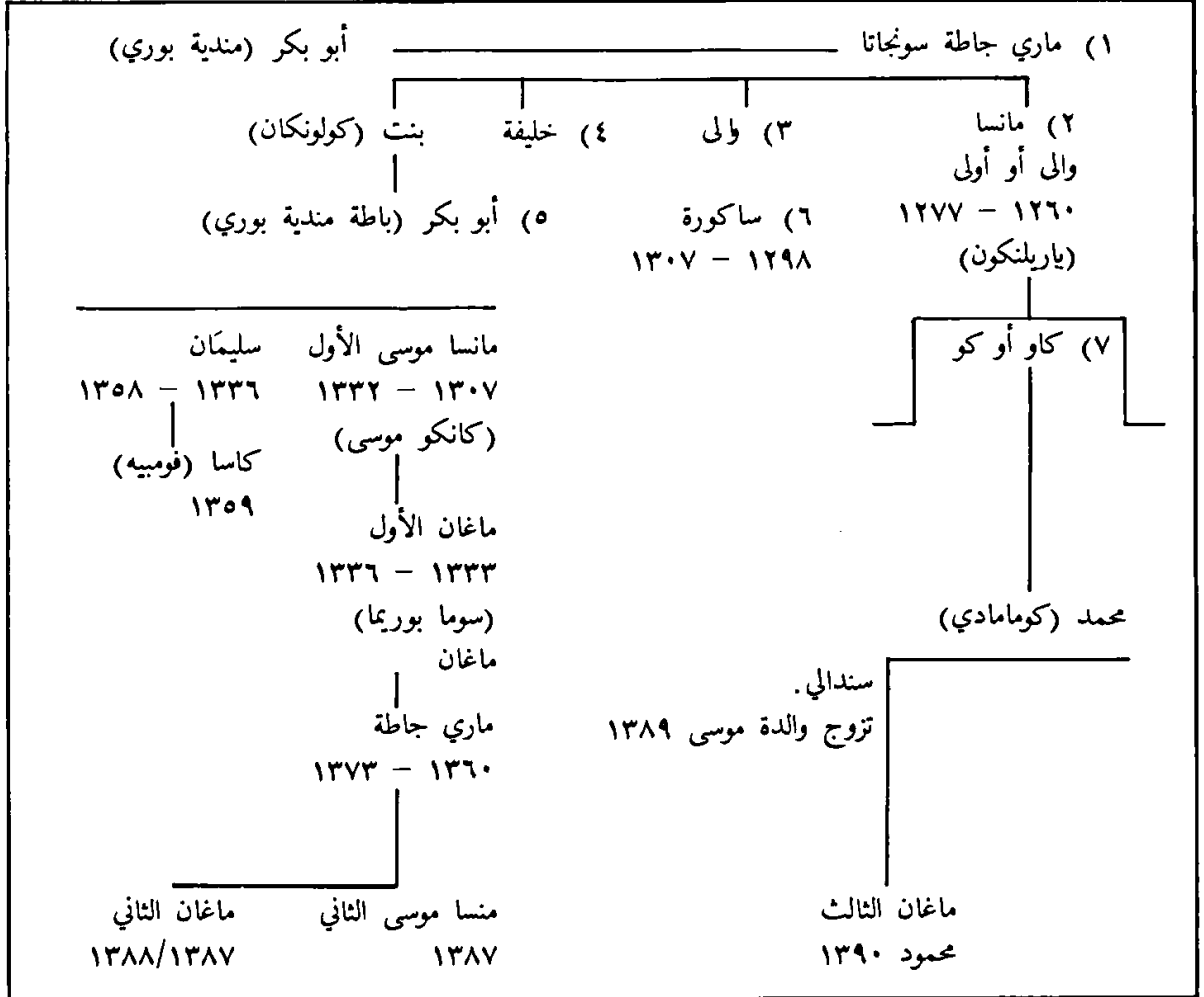 ١) ماري جاطة سونجاتا أبو بكر (مندية بوري)
٢) مانسا ٣) والى ٤) خليفة بنت (كولونكان)
والى أو أولى
١٢٦٠ – ١٢٧٧
(ياريلنكون)
٦) ساكورة ٥) أبو بكر (باطة مندية بوري)
١٢٩٨ – ١٣٠٧
٧) كاو أو كو
مانسا موسى الأول سليمَان
١٣٠٧ – ١٣٣٢ ١٣٣٦ – ١٣٥٨
(كانكو موسى)
كاسا (فومبيه)
١٣٥٩
ماغان الأول
١٣٣٣ – ١٣٣٦
(سوما بوريما)
ماغان
محمد (كومامادي)
سندالي.
تزوج والدة موسى ١٣٨٩
ماري جاطة
١٣٦٠ – ١٣٧٣
ماغان الثالث منسا موسى الثاني ماغان الثاني
محمود ١٣٩٠ ١٣٨٧ ١٣٨٧/١٣٨٨